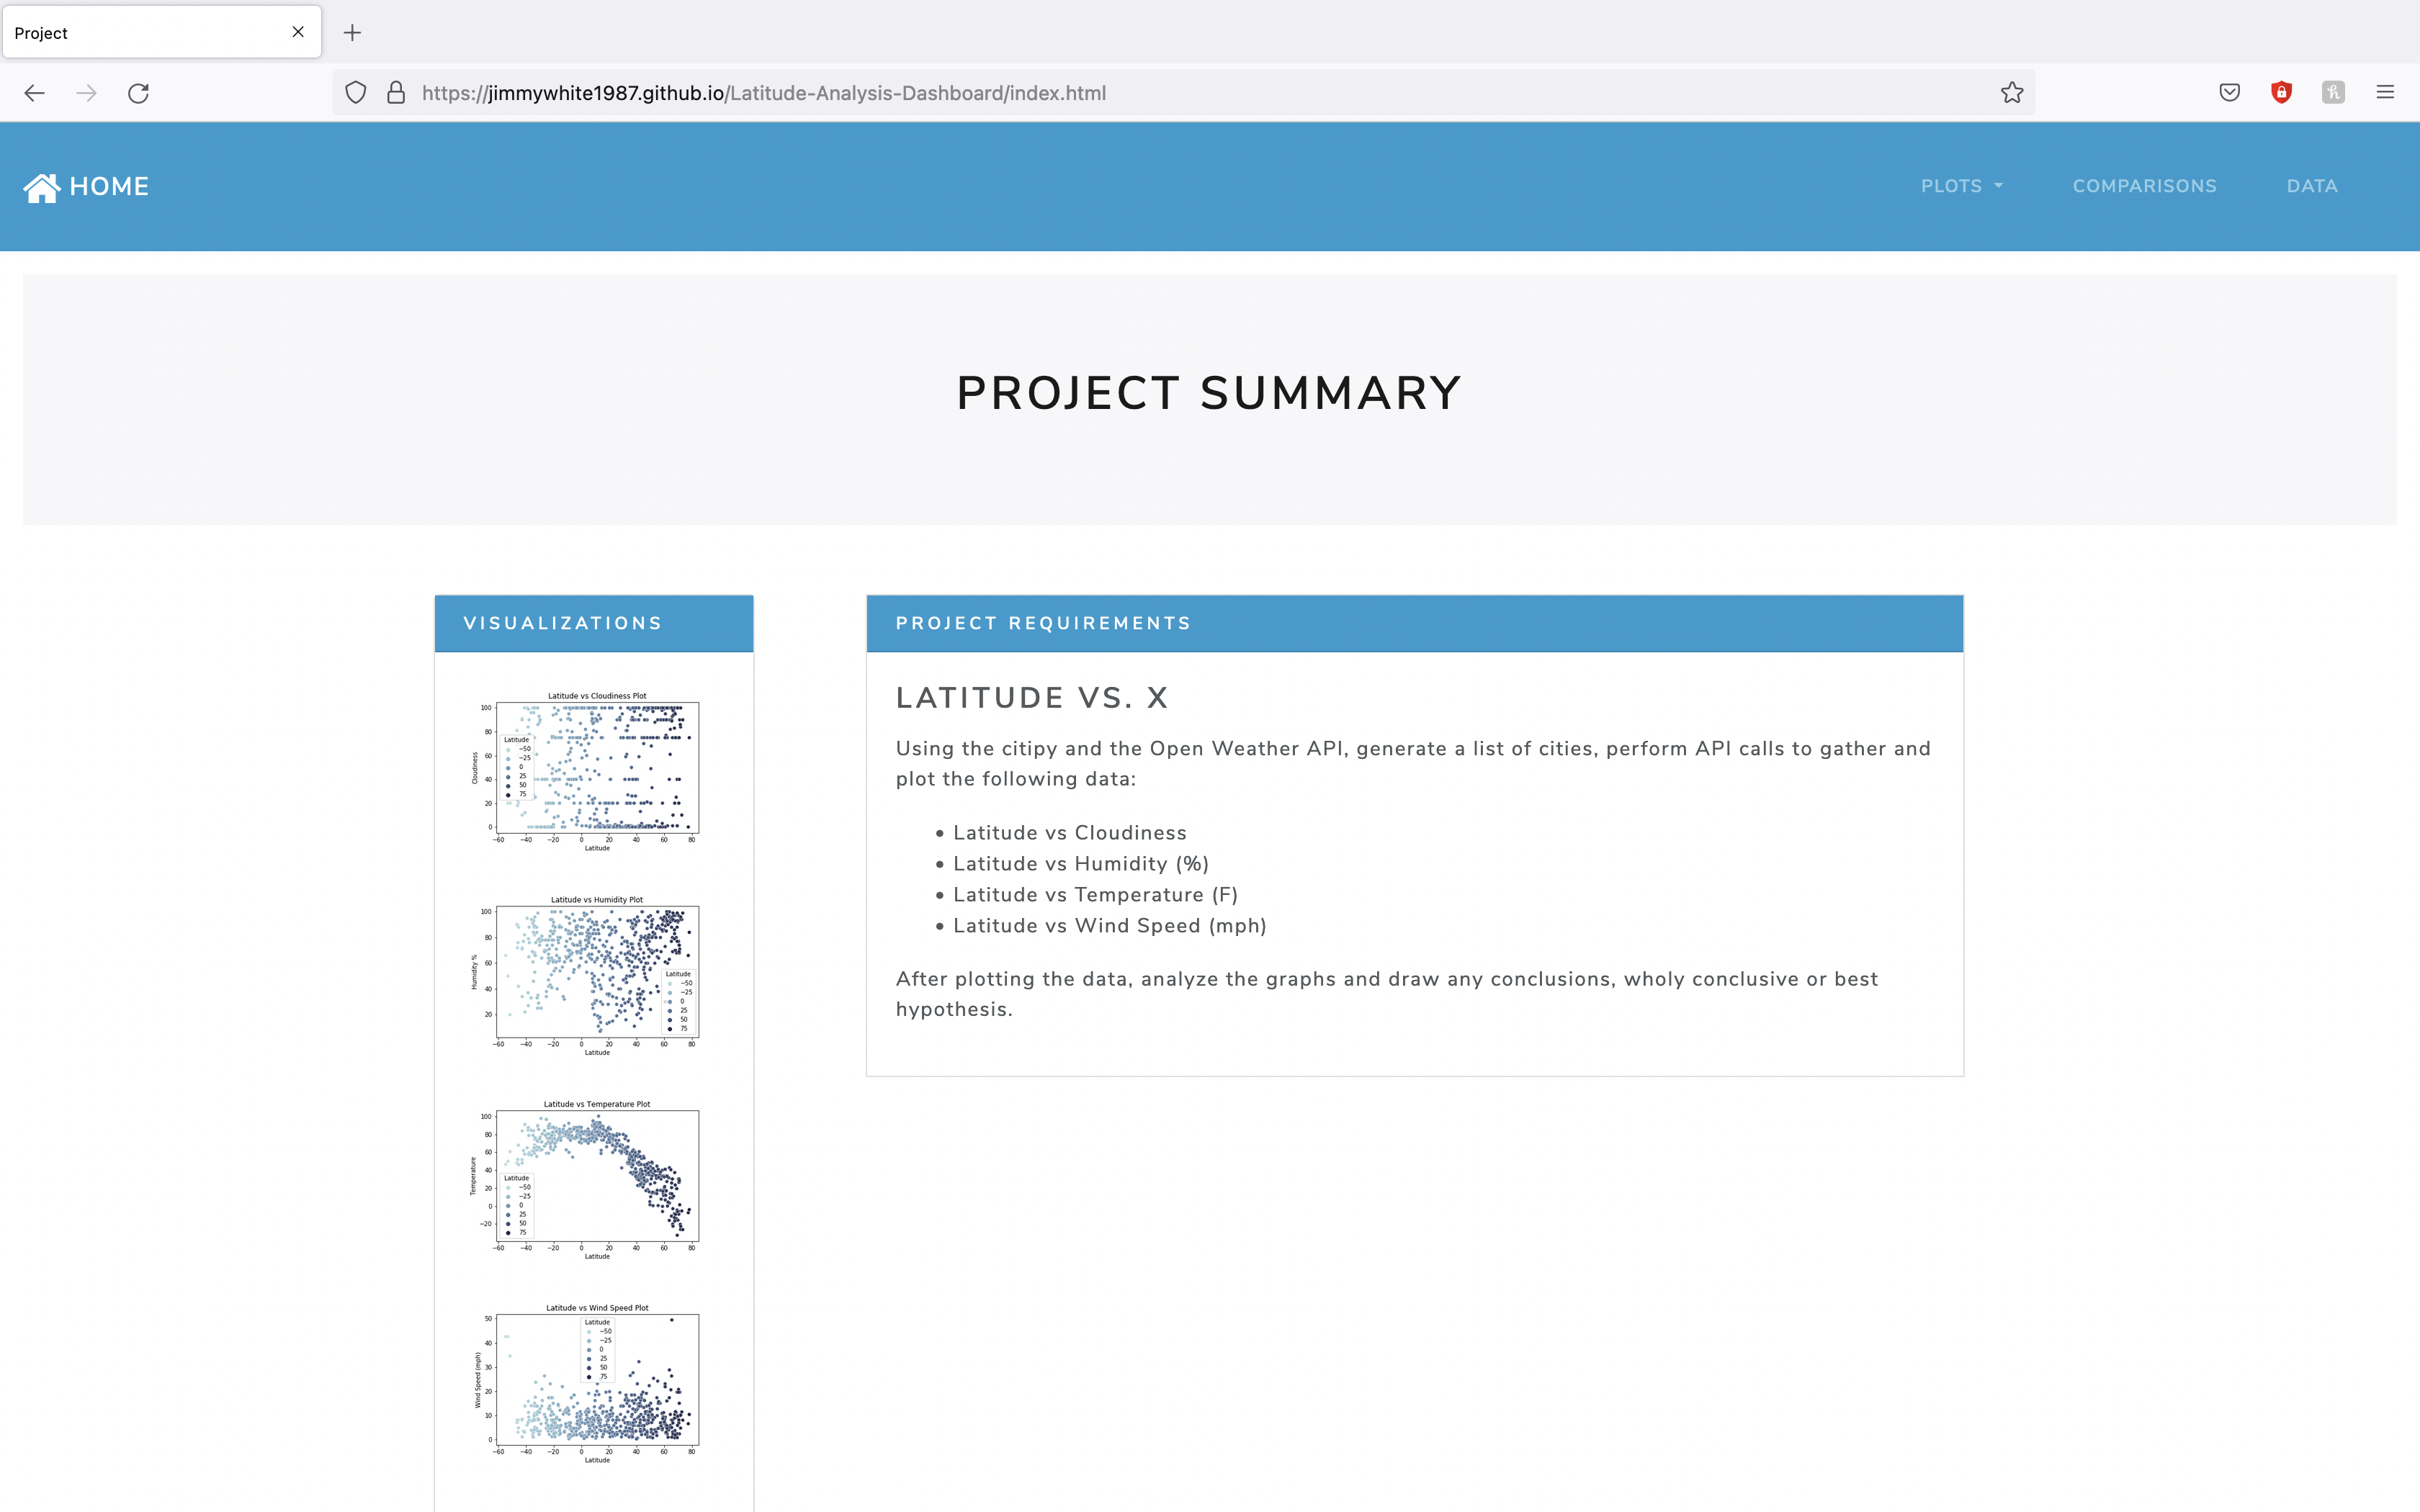 Project
https://jimmywhite1987.github.io/Latitude-Analysis-Dashboard/index.html
HOME
PLOTS
COMPARISONS
DATA
PROJECT SUMMARY
VISUALIZATIONS
Latitude vs Cloudiness Plot
100
80
60
40
20
0
Cloudiness
Latitude
−50
−25
0
25
50
75
−60 −40 −20 0 20 40 60 80
Latitude
Latitude vs Humidity Plot
100
80
60
40
20
Humidity %
Latitude
−50
−25
0
25
50
75
−60 −40 −20 0 20 40 60 80
Latitude
Latitude vs Temperature Plot
100
80
60
40
20
0
−20
Temperature
Latitude
−50
−25
0
25
50
75
−60 −40 −20 0 20 40 60 80
Latitude
Latitude vs Wind Speed Plot
50
40
30
20
10
0
Wind Speed (mph)
Latitude
−50
−25
0
25
50
75
−60 −40 −20 0 20 40 60 80
Latitude
PROJECT REQUIREMENTS
LATITUDE VS. X
Using the citipy and the Open Weather API, generate a list of cities, perform API calls to gather and
plot the following data:
• Latitude vs Cloudiness
• Latitude vs Humidity (%)
• Latitude vs Temperature (F)
• Latitude vs Wind Speed (mph)
After plotting the data, analyze the graphs and draw any conclusions, wholy conclusive or best
hypothesis.